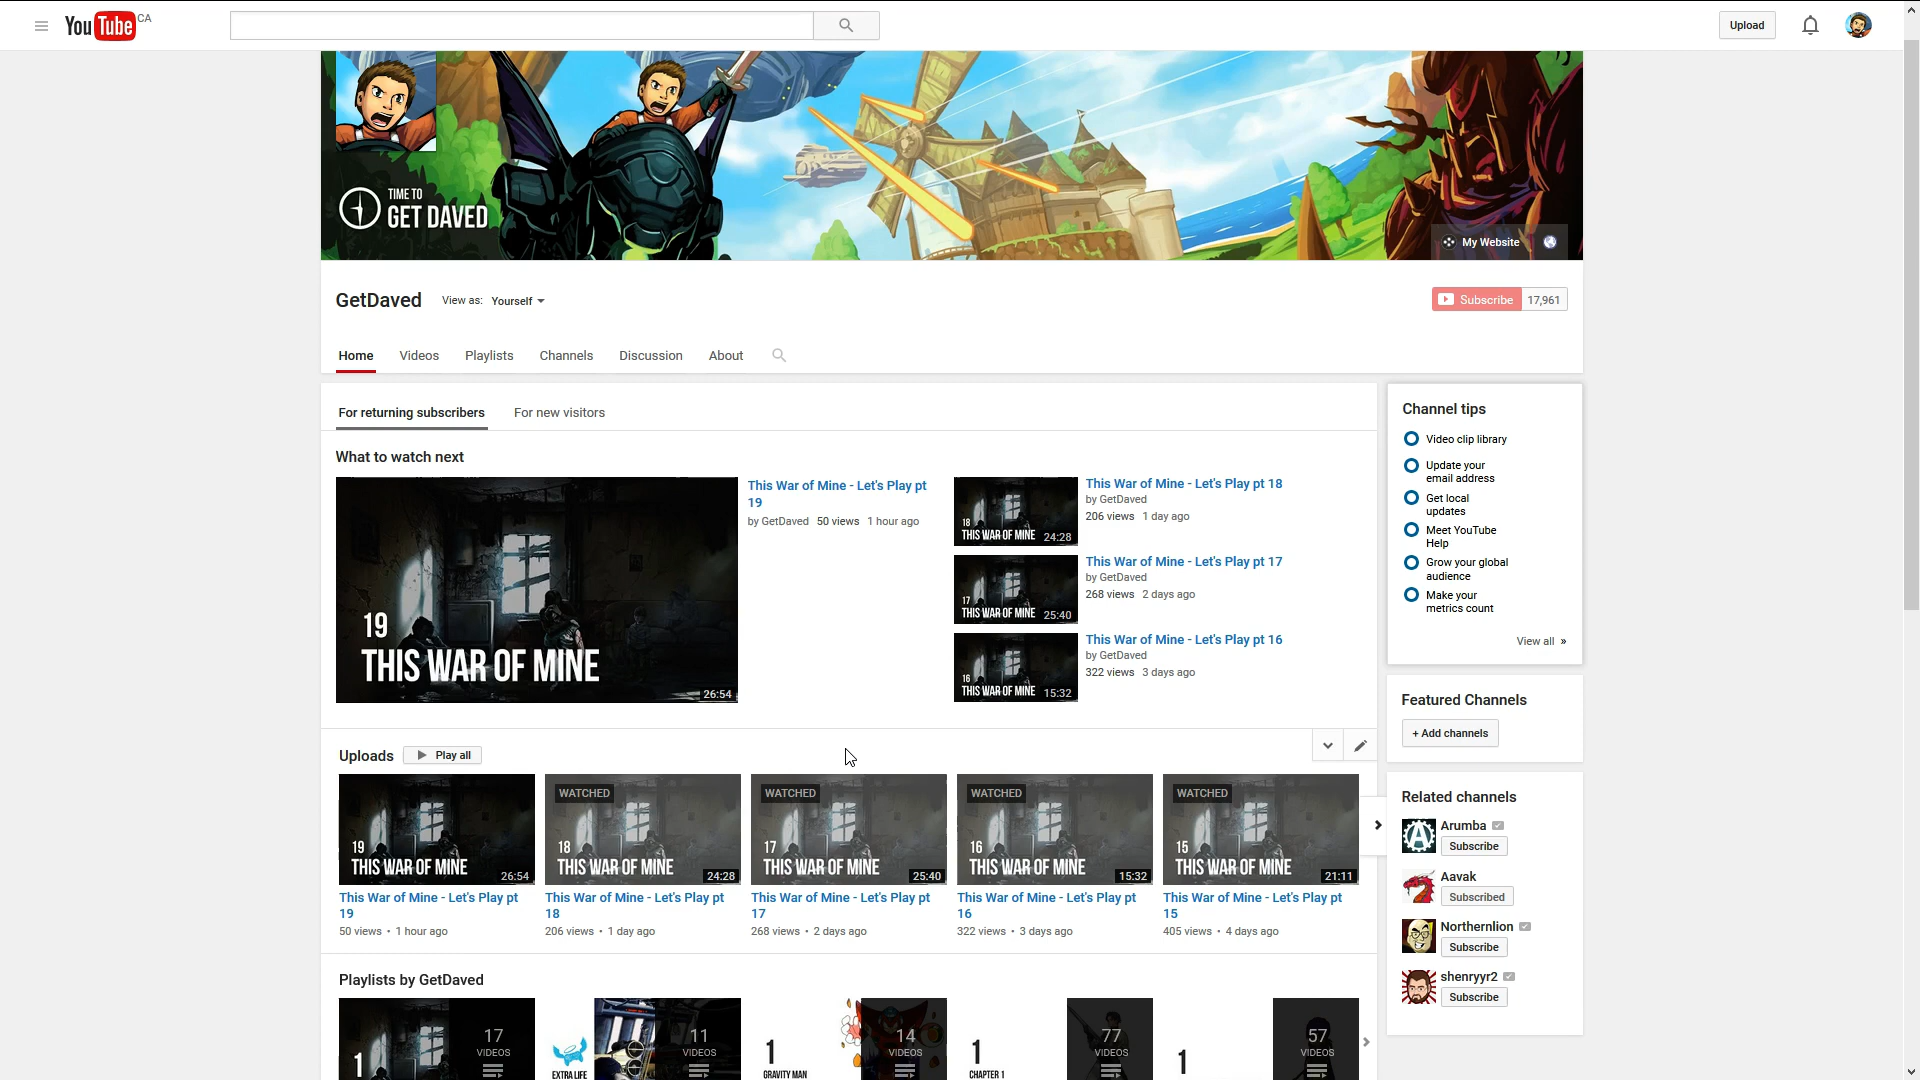 YouTube CA
Upload
TIME TO
GET DAVED
My Website
GetDaved
View as: Yourself
Subscribe 17,961
Home Videos Playlists Channels Discussion About
For returning subscribers For new visitors
What to watch next
19
THIS WAR OF MINE
26:54
This War of Mine - Let's Play pt
19
by GetDaved 50 views 1 hour ago
18
THIS WAR OF MINE 24:28
This War of Mine - Let's Play pt 18
by GetDaved
206 views 1 day ago
17
THIS WAR OF MINE 25:40
This War of Mine - Let's Play pt 17
by GetDaved
268 views 2 days ago
16
THIS WAR OF MINE 15:32
This War of Mine - Let's Play pt 16
by GetDaved
322 views 3 days ago
Uploads Play all
19
THIS WAR OF MINE
26:54
This War of Mine - Let's Play pt
19
50 views • 1 hour ago
WATCHED
18
THIS WAR OF MINE
24:28
This War of Mine - Let's Play pt
18
206 views • 1 day ago
WATCHED
17
THIS WAR OF MINE
25:40
This War of Mine - Let's Play pt
17
268 views • 2 days ago
WATCHED
16
THIS WAR OF MINE
15:32
This War of Mine - Let's Play pt
16
322 views • 3 days ago
WATCHED
15
THIS WAR OF MINE
21:11
This War of Mine - Let's Play pt
15
405 views • 4 days ago
Playlists by GetDaved
1
17
VIDEOS
EXTRA LIFE
11
VIDEOS
1
GRAVITY MAN
14
VIDEOS
1
CHAPTER 1
77
VIDEOS
1
57
VIDEOS
Channel tips
Video clip library
Update your
email address
Get local
updates
Meet YouTube
Help
Grow your global
audience
Make your
metrics count
View all »
Featured Channels
+ Add channels
Related channels
Arumba
Subscribe
Aavak
Subscribed
Northernlion
Subscribe
shenryyr2
Subscribe